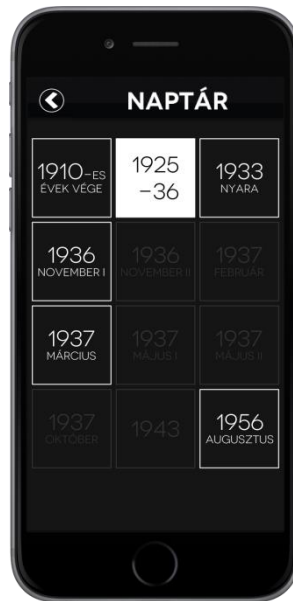 NAPTÁR
1910-ES
ÉVEK VÉGE
1925
-36
1933
NYARA
1936
NOVEMBER I
1936
NOVEMBER II
1937
FEBRUÁR
1937
MÁRCIUS
1937
MÁJUS I
1937
MÁJUS II
1937
OKTÓBER
1943
1956
AUGUSZTUS